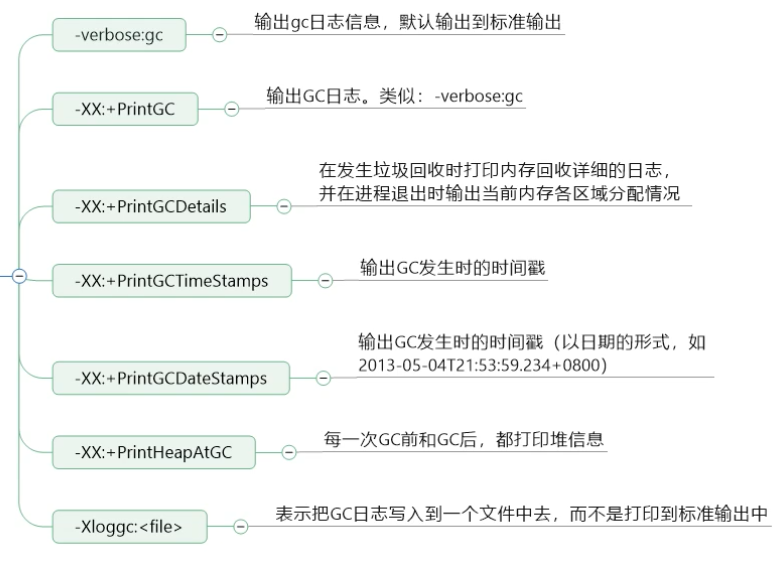 -verbose:gc
输出gc日志信息，默认输出到标准输出
-XX:+PrintGC
输出GC日志。类似：-verbose:gc
-XX:+PrintGCDetails
在发生垃圾回收时打印内存回收详细的日志，
并在进程退出时输出当前内存各区域分配情况
-XX:+PrintGCTimeStamps
输出GC发生时的时间戳
-XX:+PrintGCDateStamps
输出GC发生时的时间戳（以日期的形式，如
2013-05-04T21:53:59.234+0800）
-XX:+PrintHeapAtGC
每一次GC前和GC后，都打印堆信息
-Xloggc:<file>
表示把GC日志写入到一个文件中去，而不是打印到标准输出中